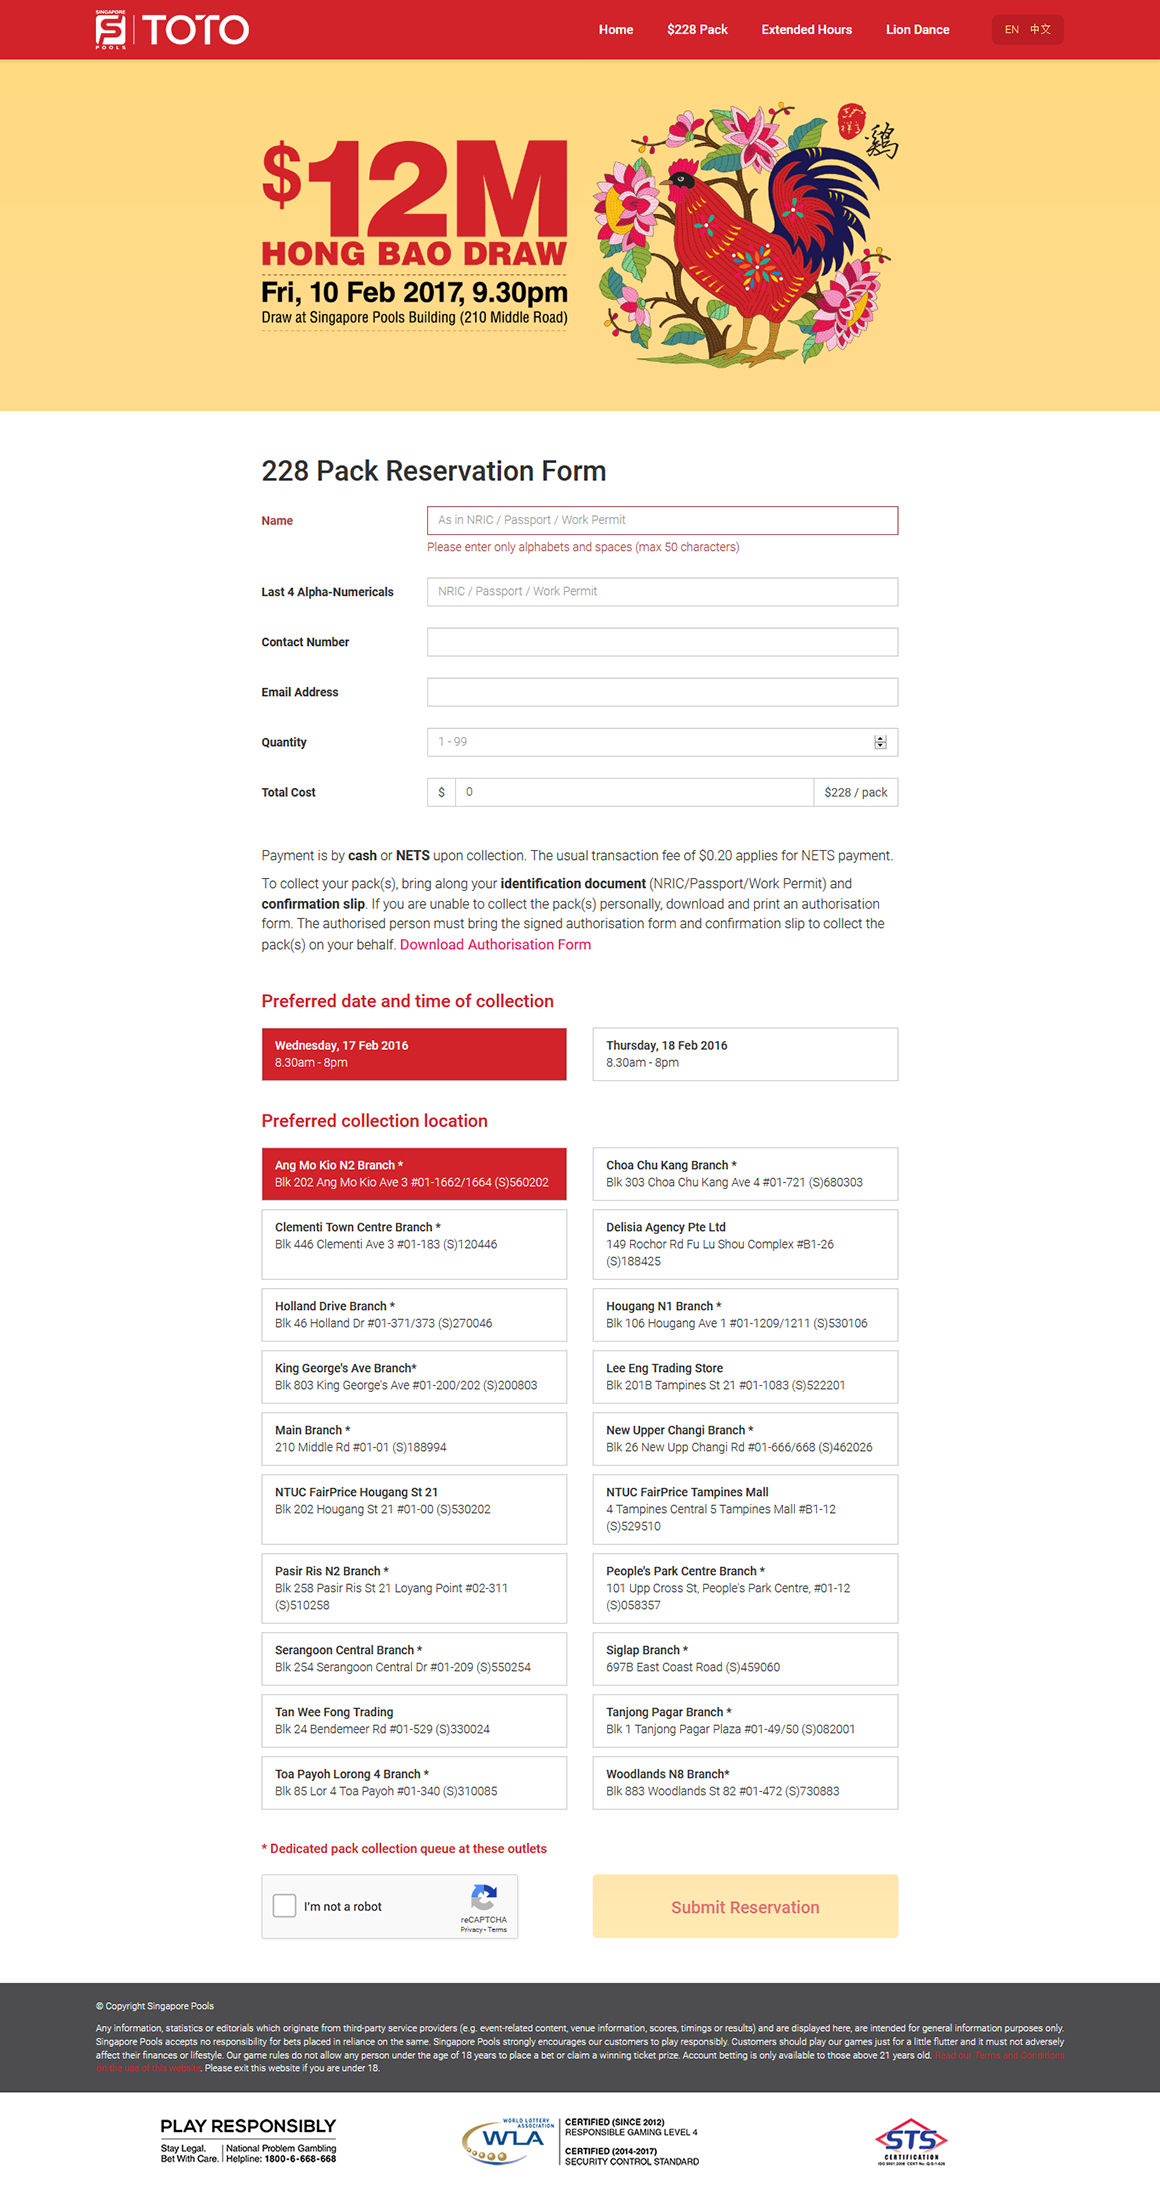 SINGAPORE
POOLS
TOTO
Home
$228 Pack
Extended Hours
Lion Dance
EN 中文
$12M
HONG BAO DRAW
Fri, 10 Feb 2017, 9.30pm
Draw at Singapore Pools Building (210 Middle Road)
鷄
228 Pack Reservation Form
Name
As in NRIC / Passport / Work Permit
Please enter only alphabets and spaces (max 50 characters)
Last 4 Alpha-Numericals
NRIC / Passport / Work Permit
Contact Number
Email Address
Quantity
1 - 99
Total Cost
$
0
$228 / pack
Payment is by cash or NETS upon collection. The usual transaction fee of $0.20 applies for NETS payment.
To collect your pack(s), bring along your identification document (NRIC/Passport/Work Permit) and
confirmation slip. If you are unable to collect the pack(s) personally, download and print an authorisation
form. The authorised person must bring the signed authorisation form and confirmation slip to collect the
pack(s) on your behalf. Download Authorisation Form
Preferred date and time of collection
Wednesday, 17 Feb 2016
8.30am - 8pm
Thursday, 18 Feb 2016
8.30am - 8pm
Preferred collection location
Ang Mo Kio N2 Branch *
Blk 202 Ang Mo Kio Ave 3 #01-1662/1664 (S)560202
Choa Chu Kang Branch *
Blk 303 Choa Chu Kang Ave 4 #01-721 (S)680303
Clementi Town Centre Branch *
Blk 446 Clementi Ave 3 #01-183 (S)120446
Delisia Agency Pte Ltd
149 Rochor Rd Fu Lu Shou Complex #B1-26
(S)188425
Holland Drive Branch *
Blk 46 Holland Dr #01-371/373 (S)270046
Hougang N1 Branch *
Blk 106 Hougang Ave 1 #01-1209/1211 (S)530106
King George's Ave Branch*
Blk 803 King George's Ave #01-200/202 (S)200803
Lee Eng Trading Store
Blk 201B Tampines St 21 #01-1083 (S)522201
Main Branch *
210 Middle Rd #01-01 (S)188994
New Upper Changi Branch *
Blk 26 New Upp Changi Rd #01-666/668 (S)462026
NTUC FairPrice Hougang St 21
Blk 202 Hougang St 21 #01-00 (S)530202
NTUC FairPrice Tampines Mall
4 Tampines Central 5 Tampines Mall #B1-12
(S)529510
Pasir Ris N2 Branch *
Blk 258 Pasir Ris St 21 Loyang Point #02-311
(S)510258
People's Park Centre Branch *
101 Upp Cross St, People's Park Centre, #01-12
(S)058357
Serangoon Central Branch *
Blk 254 Serangoon Central Dr #01-209 (S)550254
Siglap Branch *
697B East Coast Road (S)459060
Tan Wee Fong Trading
Blk 24 Bendemeer Rd #01-529 (S)330024
Tanjong Pagar Branch *
Blk 1 Tanjong Pagar Plaza #01-49/50 (S)082001
Toa Payoh Lorong 4 Branch *
Blk 85 Lor 4 Toa Payoh #01-340 (S)310085
Woodlands N8 Branch*
Blk 883 Woodlands St 82 #01-472 (S)730883
* Dedicated pack collection queue at these outlets
I'm not a robot
reCAPTCHA
Privacy - Terms
Submit Reservation
© Copyright Singapore Pools
Any information, statistics or editorials which originate from third-party service providers (e.g. event-related content, venue information, scores, timings or results) and are displayed here, are intended for general information purposes only.
Singapore Pools accepts no responsibility for bets placed in reliance on the same. Singapore Pools strongly encourages our customers to play responsibly. Customers should play our games just for a little flutter and it must not adversely
affect their finances or lifestyle. Our game rules do not allow any person under the age of 18 years to place a bet or claim a winning ticket prize. Account betting is only available to those above 21 years old. Read our Terms and Conditions
on the use of this website. Please exit this website if you are under 18.
PLAY RESPONSIBLY
Stay Legal.
Bet With Care.
National Problem Gambling
Helpline: 1800-6-668-668
WORLD LOTTERY
ASSOCIATION
WLA
CERTIFIED (SINCE 2012)
RESPONSIBLE GAMING LEVEL 4
CERTIFIED (2014-2017)
SECURITY CONTROL STANDARD
STS
CERTIFICATION